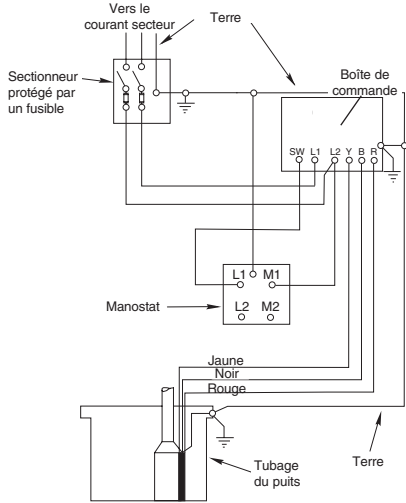 Vers le
courant secteur
Terre
Sectionneur
protégé par
un fusible
Boîte de
commande
SW L1 L2 Y B R
L1 M1
Manostat
L2 M2
Jaune
Noir
Rouge
Tubage
du puits
Terre